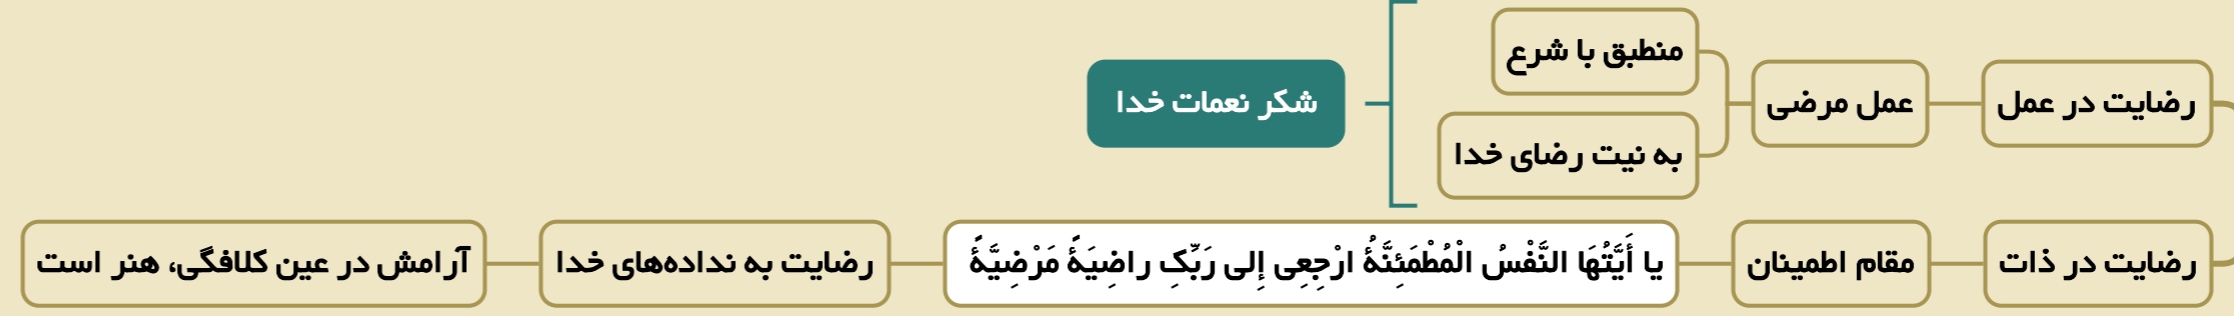 رضایت در عمل
عمل مرضی
منطبق با شرع
به نیت رضای خدا
شکر نعمات خدا
رضایت در ذات
مقام اطمینان
یا أَیَّتُهَا النَّفْسُ الْمُطْمَئِنَّةُ ارْجِعِی إِلی رَبِّکِ راضِیَةً مَرْضِیَّةً
رضایت به نداده‌های خدا
آرامش در عین کلافگی، هنر است